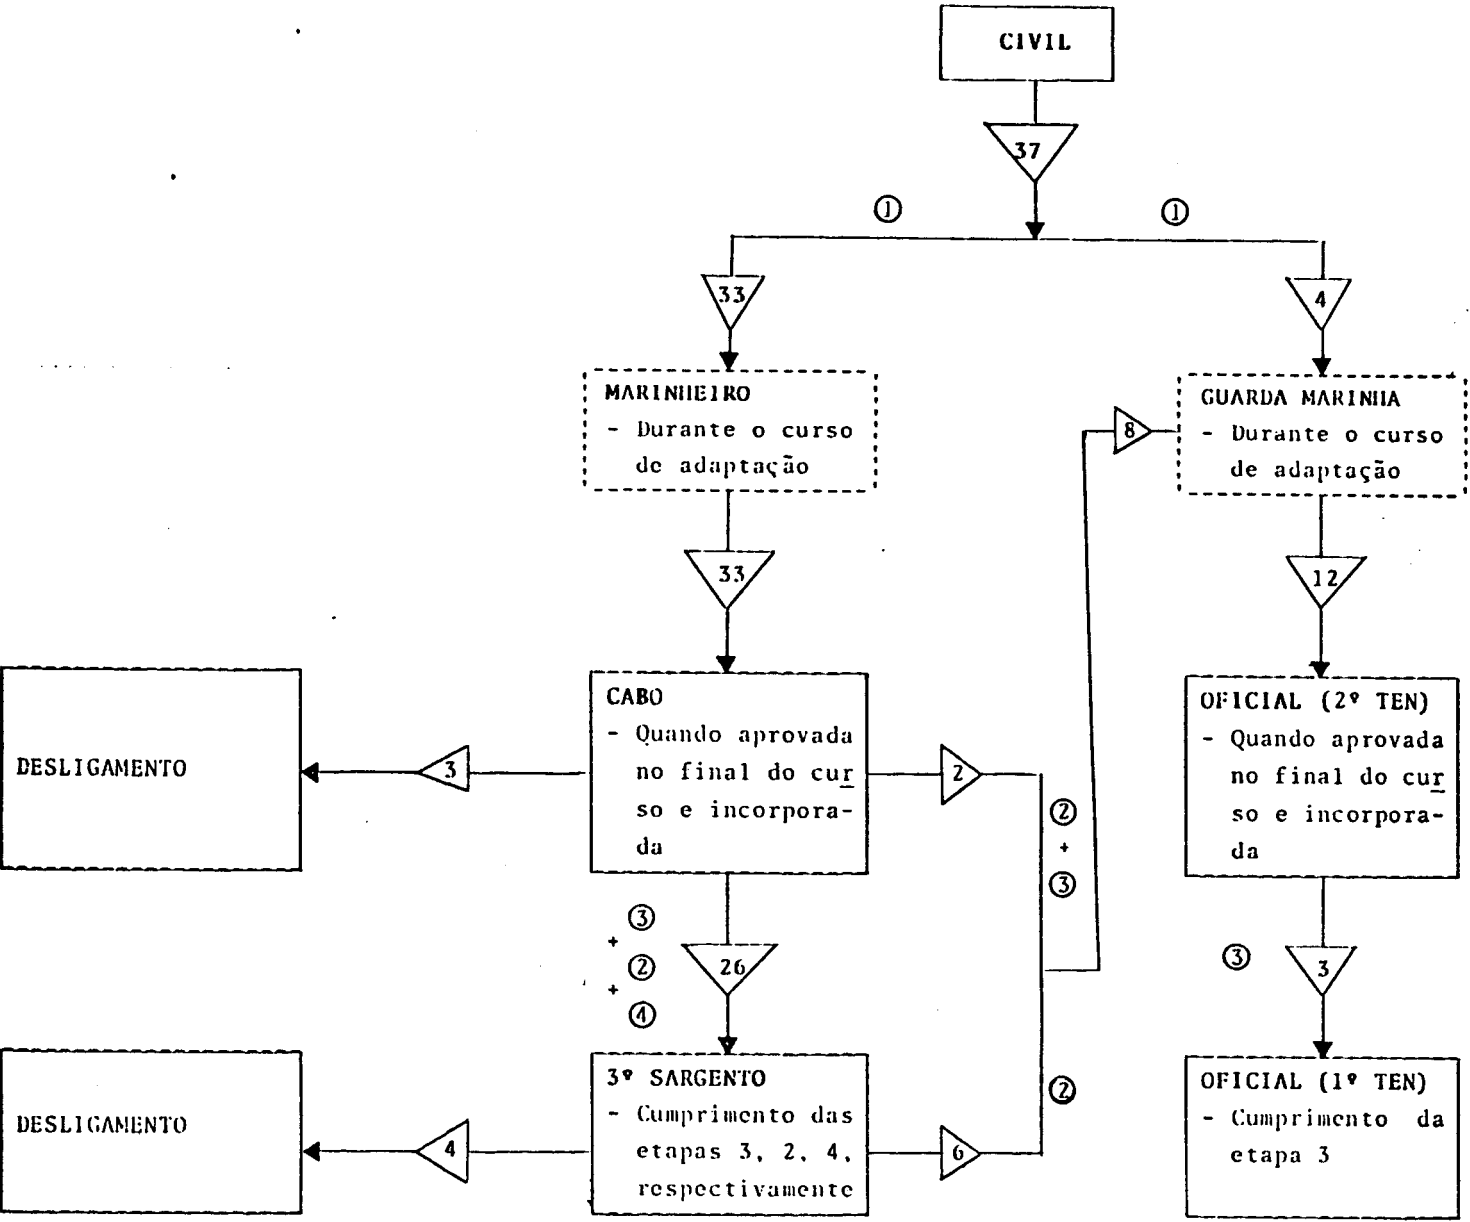 CIVIL
37
① ①
33
4
MARINHEIRO
- Durante o curso
de adaptação
GUARDA MARINHA
- Durante o curso
de adaptação
8
33
12
DESLIGAMENTO
3
CABO
- Quando aprovada
no final do cur
so e incorpora-
da
2
②
+
③
OFICIAL (2º TEN)
- Quando aprovada
no final do cur
so e incorpora-
da
③
+
②
+
④
26
③
3
DESLIGAMENTO
4
3º SARGENTO
- Cumprimento das
etapas 3, 2, 4,
respectivamente
6
②
OFICIAL (1º TEN)
- Cumprimento da
etapa 3